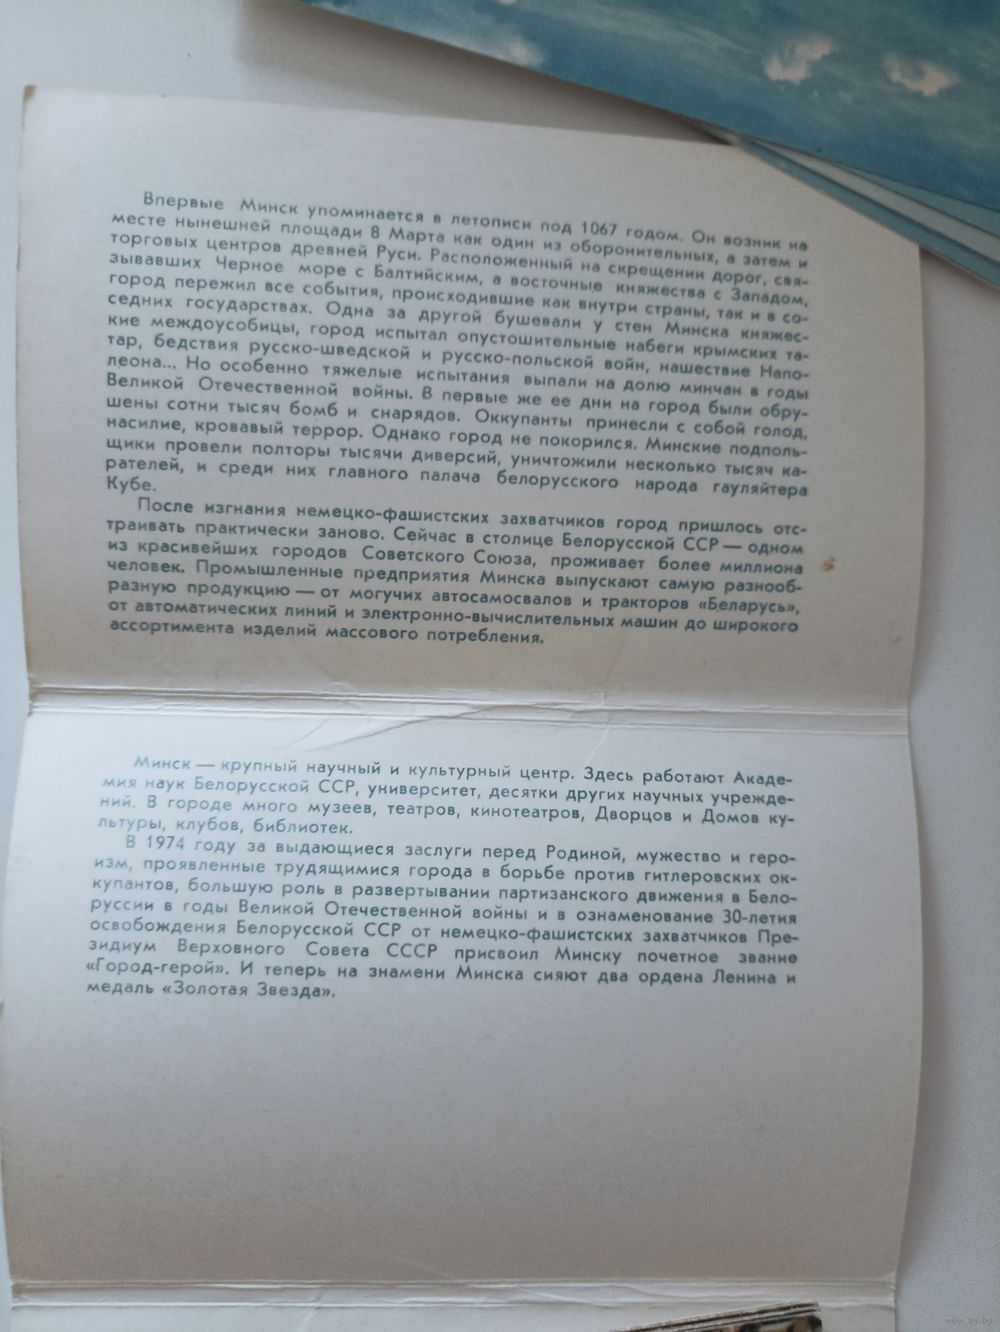 Впервые Минск упоминается в летописи под 1067 годом. Он возник на
месте нынешней площади 8 Марта как один из оборонительных, а затем и
торговых центров древней Руси. Расположенный на скрещении дорог, свя-
зывавших Черное море с Балтийским, а восточные княжества с Западом,
город пережил все события, происходившие как внутри страны, так и в со-
седних государствах. Одна за другой бушевали у стен Минска княжес-
кие междоусобицы, город испытал опустошительные набеги крымских та-
тар, бедствия русско-шведской и русско-польской войн, нашествие Напо-
леона... Но особенно тяжелые испытания выпали на долю минчан в годы
Великой Отечественной войны. В первые же ее дни на город были обру-
шены сотни тысяч бомб и снарядов. Оккупанты принесли с собой голод,
насилие, кровавый террор. Однако город не покорился. Минские подполь-
щики провели полторы тысячи диверсий, уничтожили несколько тысяч ка-
рателей, и среди них главного палача белорусского народа гауляйтера
Кубе.
После изгнания немецко-фашистских захватчиков город пришлось отс-
траивать практически заново. Сейчас в столице Белорусской ССР — одном
из красивейших городов Советского Союза, проживает более миллиона
человек. Промышленные предприятия Минска выпускают самую разнооб-
разную продукцию — от могучих автосамосвалов и тракторов «Беларусь»,
от автоматических линий и электронно-вычислительных машин до широкого
ассортимента изделий массового потребления.
Минск — крупный научный и культурный центр. Здесь работают Акаде-
мия наук Белорусской ССР, университет, десятки других научных учрежде-
ний. В городе много музеев, театров, кинотеатров, Дворцов и Домов ку-
льтуры, клубов, библиотек.
В 1974 году за выдающиеся заслуги перед Родиной, мужество и геро-
изм, проявленные трудящимися города в борьбе против гитлеровских ок-
купантов, большую роль в развертывании партизанского движения в Бело-
руссии в годы Великой Отечественной войны и в ознаменование 30-летия
освобождения Белорусской ССР от немецко-фашистских захватчиков Пре-
зидиум Верховного Совета СССР присвоил Минску почетное звание
«Город-герой». И теперь на знамени Минска сияют два ордена Ленина и
медаль «Золотая Звезда».
www.ay.by